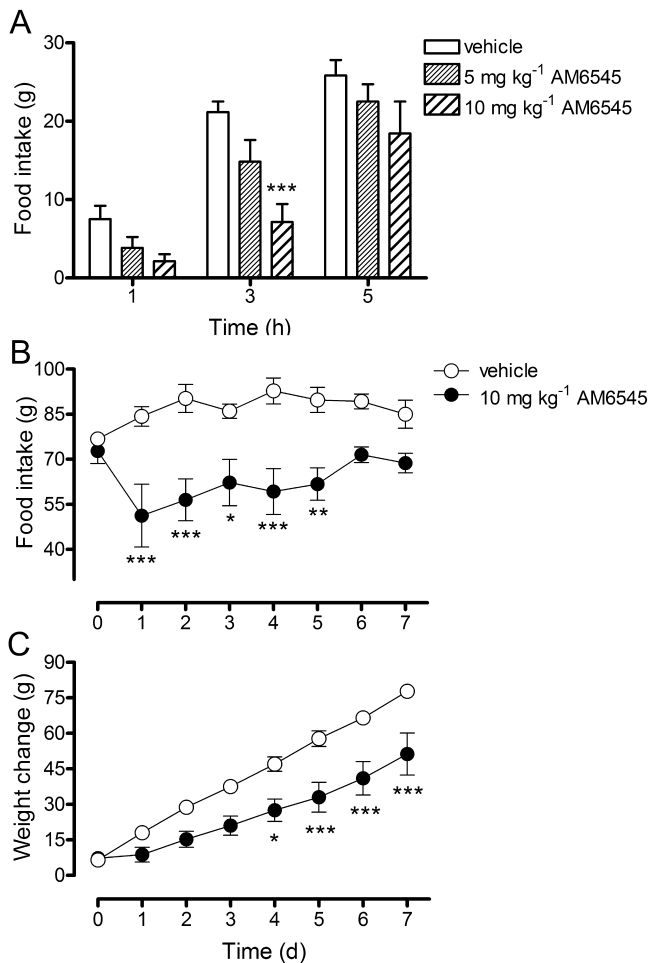 A
30
20
10
0
Food intake (g)
***
1
3
5
Time (h)
vehicle
5 mg kg⁻¹ AM6545
10 mg kg⁻¹ AM6545
B
100
85
70
55
40
Food intake (g)
***
***
*
***
**
0 1 2 3 4 5 6 7
vehicle
10 mg kg⁻¹ AM6545
C
90
75
60
45
30
15
0
Weight change (g)
*
***
***
***
0 1 2 3 4 5 6 7
Time (d)